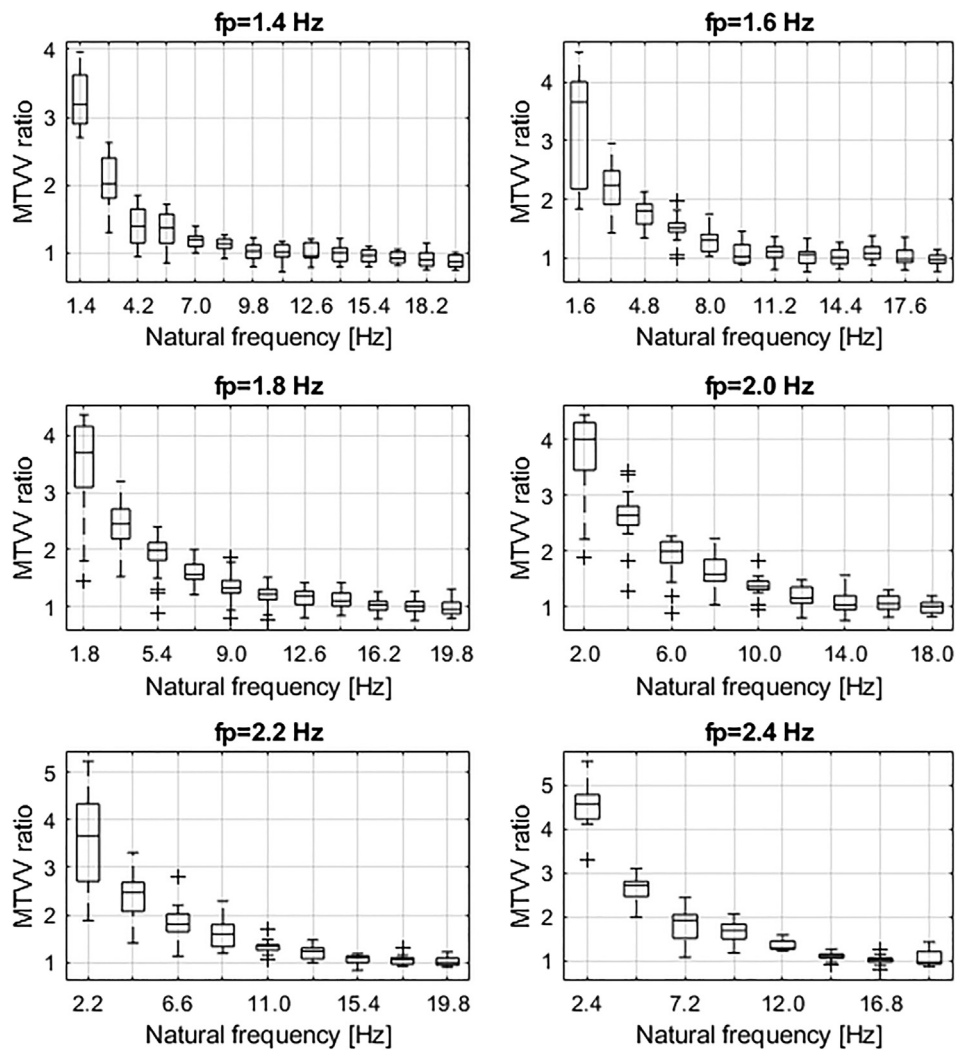 fp=1.4 Hz
MTVV ratio
4
3
2
1
1.4 4.2 7.0 9.8 12.6 15.4 18.2
Natural frequency [Hz]
fp=1.6 Hz
MTVV ratio
4
3
2
1
1.6 4.8 8.0 11.2 14.4 17.6
Natural frequency [Hz]
fp=1.8 Hz
MTVV ratio
4
3
2
1
1.8 5.4 9.0 12.6 16.2 19.8
Natural frequency [Hz]
fp=2.0 Hz
MTVV ratio
4
3
2
1
2.0 6.0 10.0 14.0 18.0
Natural frequency [Hz]
fp=2.2 Hz
MTVV ratio
5
4
3
2
1
2.2 6.6 11.0 15.4 19.8
Natural frequency [Hz]
fp=2.4 Hz
MTVV ratio
5
4
3
2
1
2.4 7.2 12.0 16.8
Natural frequency [Hz]